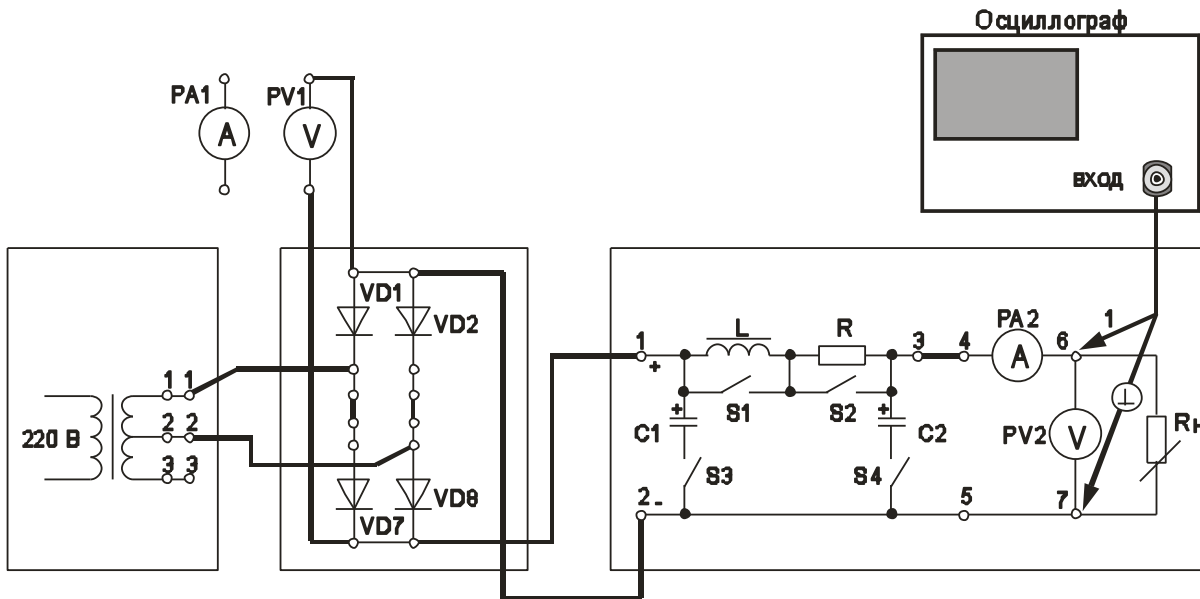 Осциллограф
PA1
PV1
A
V
вход
VD1
VD2
VD7
VD8
220 В
1 1
2 2
3 3
1
+
L
R
3
4
PA2
A
6
1
S1
S2
+
C1
+
C2
S3
S4
PV2
V
Rн
2 -
5
7